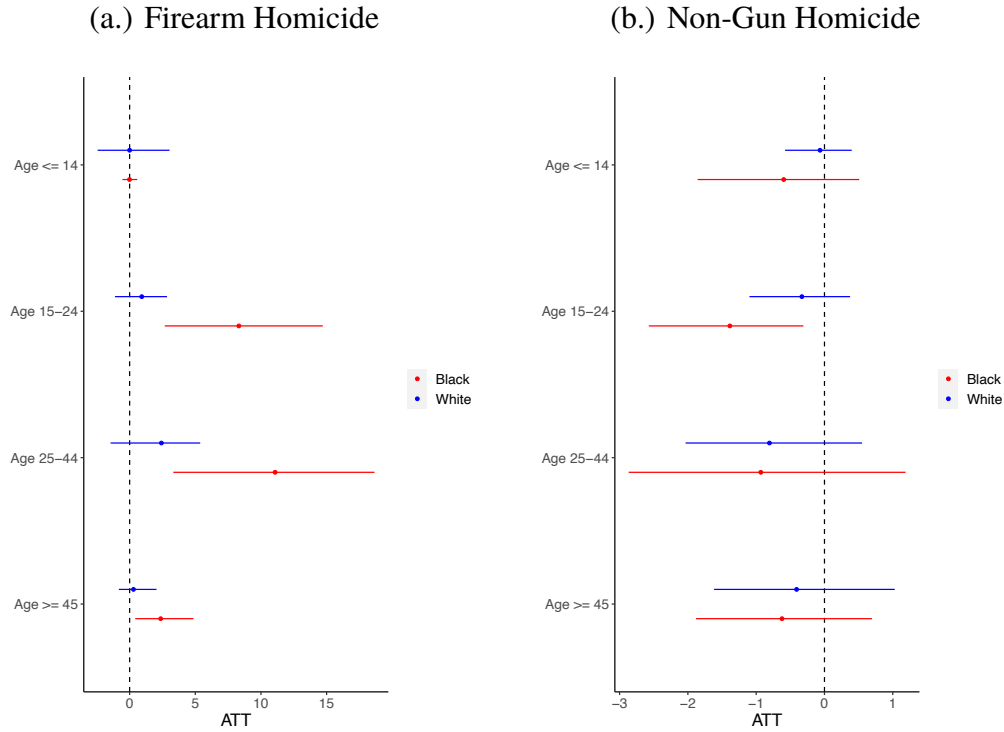 (a.) Firearm Homicide
Age <= 14
Age 15−24
Age 25−44
Age >= 45
0
5
10
15
ATT
Black
White
(b.) Non-Gun Homicide
Age <= 14
Age 15−24
Age 25−44
Age >= 45
−3
−2
−1
0
1
ATT
Black
White